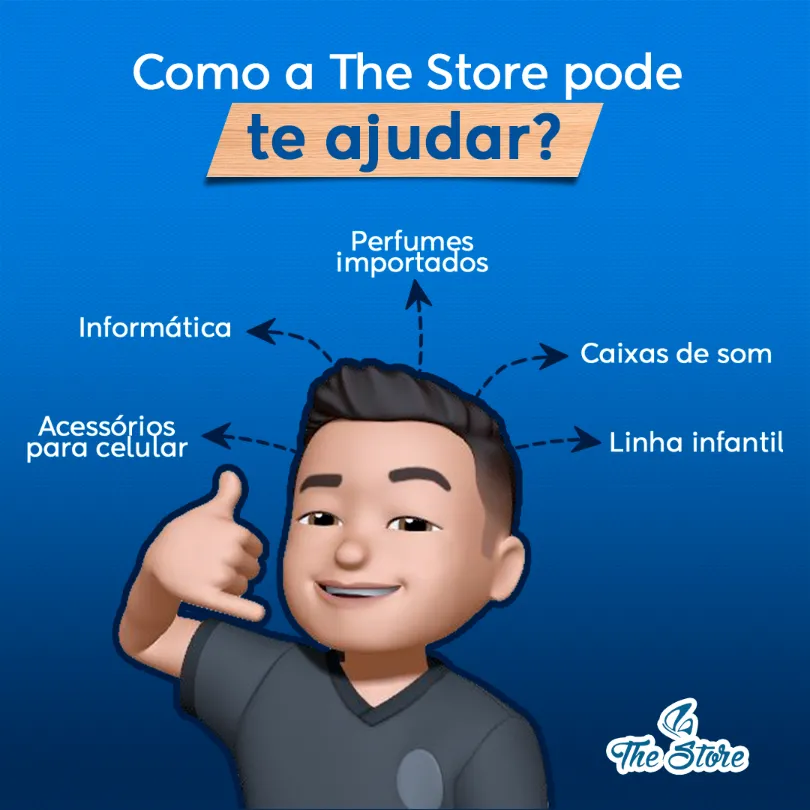 Como a The Store pode
te ajudar?
Perfumes
importados
Informática
Caixas de som
Acessórios
para celular
Linha infantil
The Store